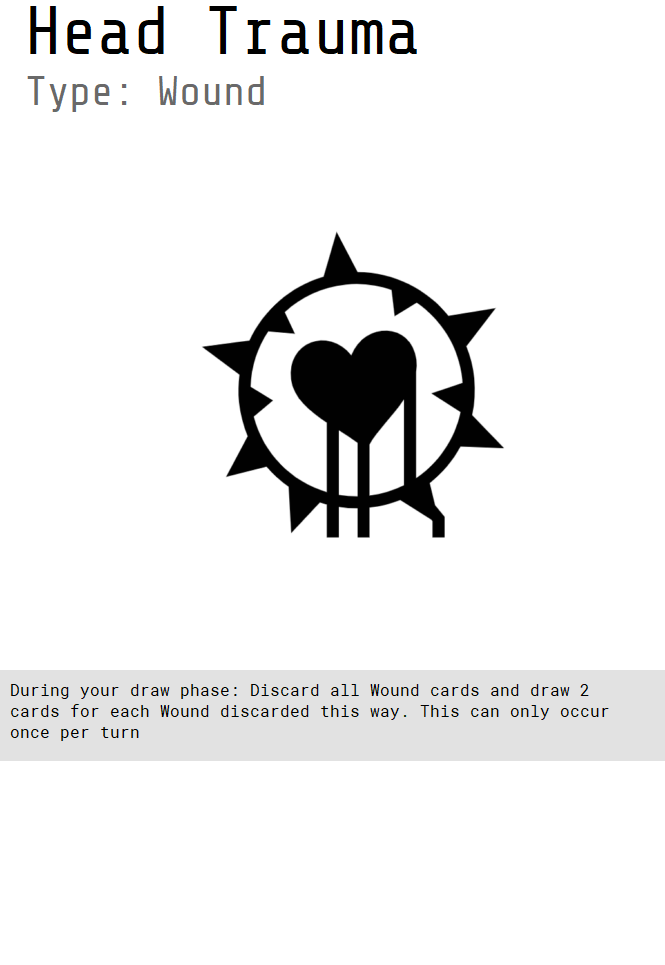 Head Trauma
Type: Wound
During your draw phase: Discard all Wound cards and draw 2
cards for each Wound discarded this way. This can only occur
once per turn